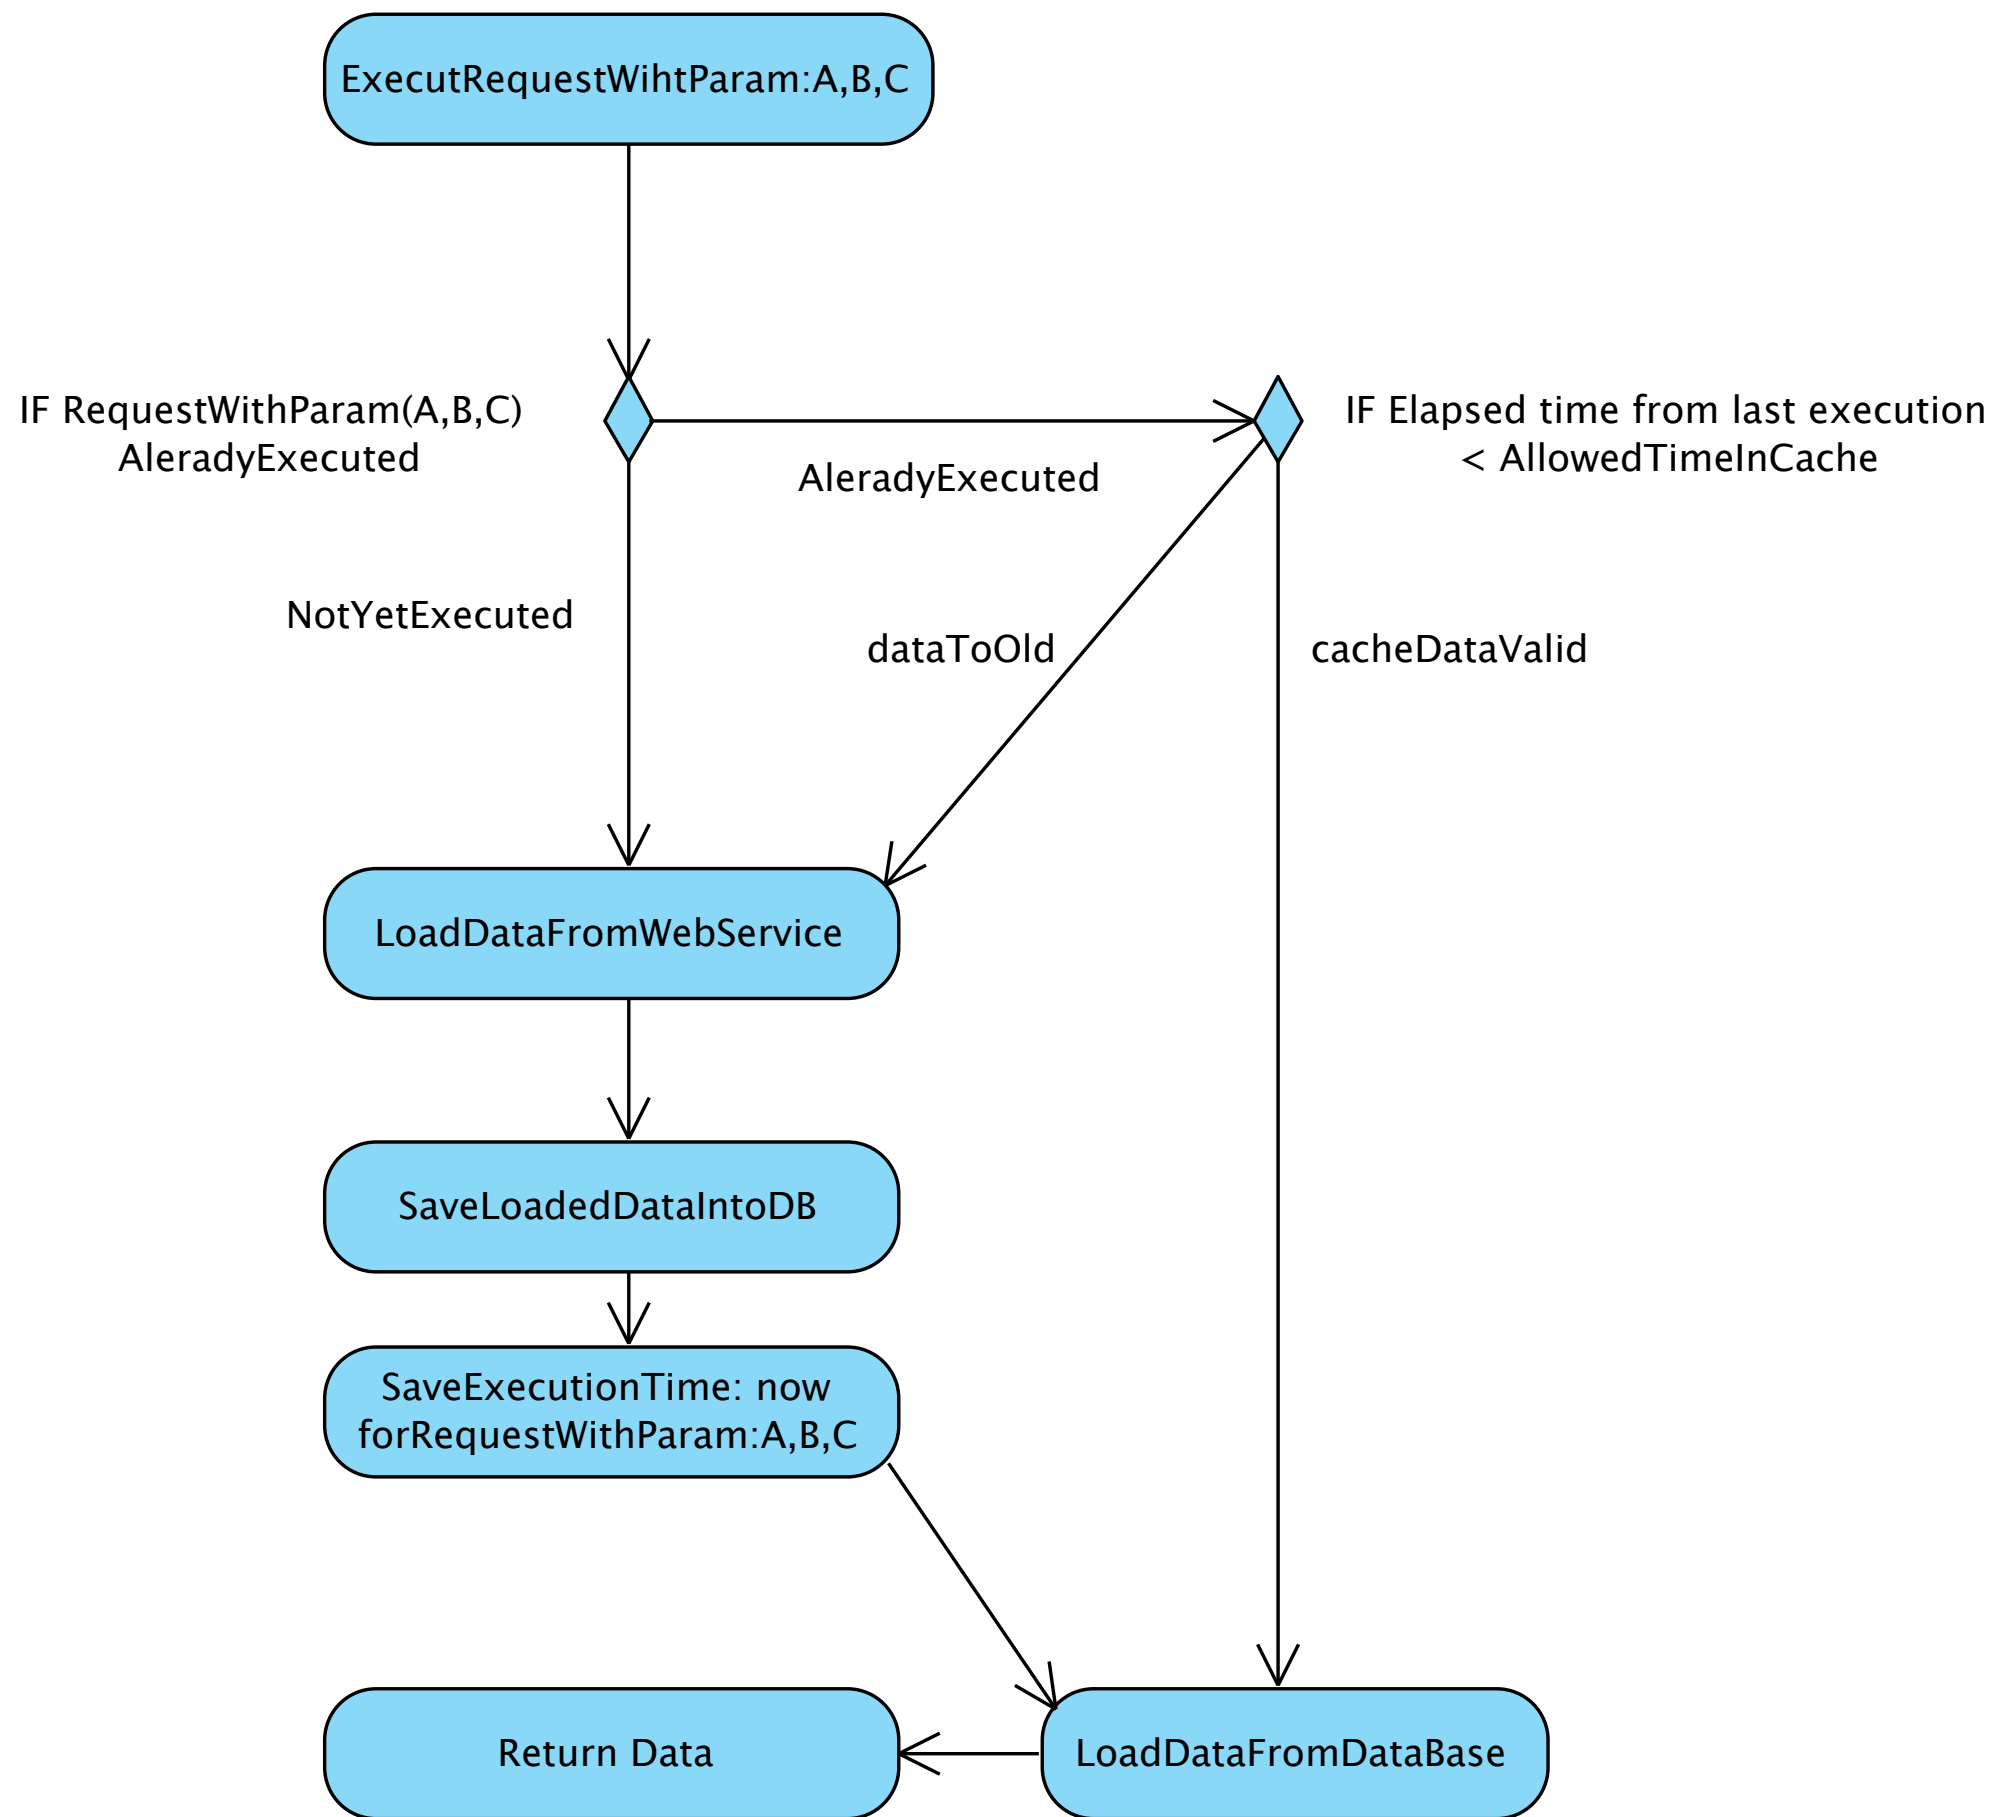 ExecutRequestWihtParam:A,B,C
IF RequestWithParam(A,B,C)
AleradyExecuted
AleradyExecuted
IF Elapsed time from last execution
< AllowedTimeInCache
NotYetExecuted
dataToOld
cacheDataValid
LoadDataFromWebService
SaveLoadedDataIntoDB
SaveExecutionTime: now
forRequestWithParam:A,B,C
Return Data
LoadDataFromDataBase